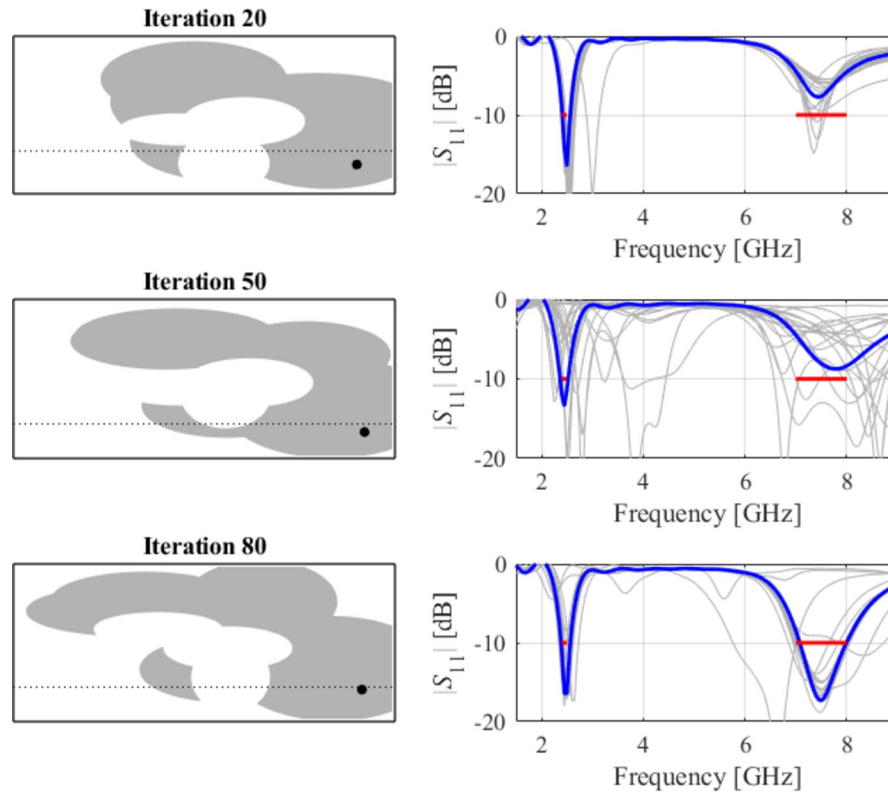 Iteration 20
0
-10
-20
|S11| [dB]
2 4 6 8
Frequency [GHz]
Iteration 50
0
-10
-20
|S11| [dB]
2 4 6 8
Frequency [GHz]
Iteration 80
0
-10
-20
|S11| [dB]
2 4 6 8
Frequency [GHz]